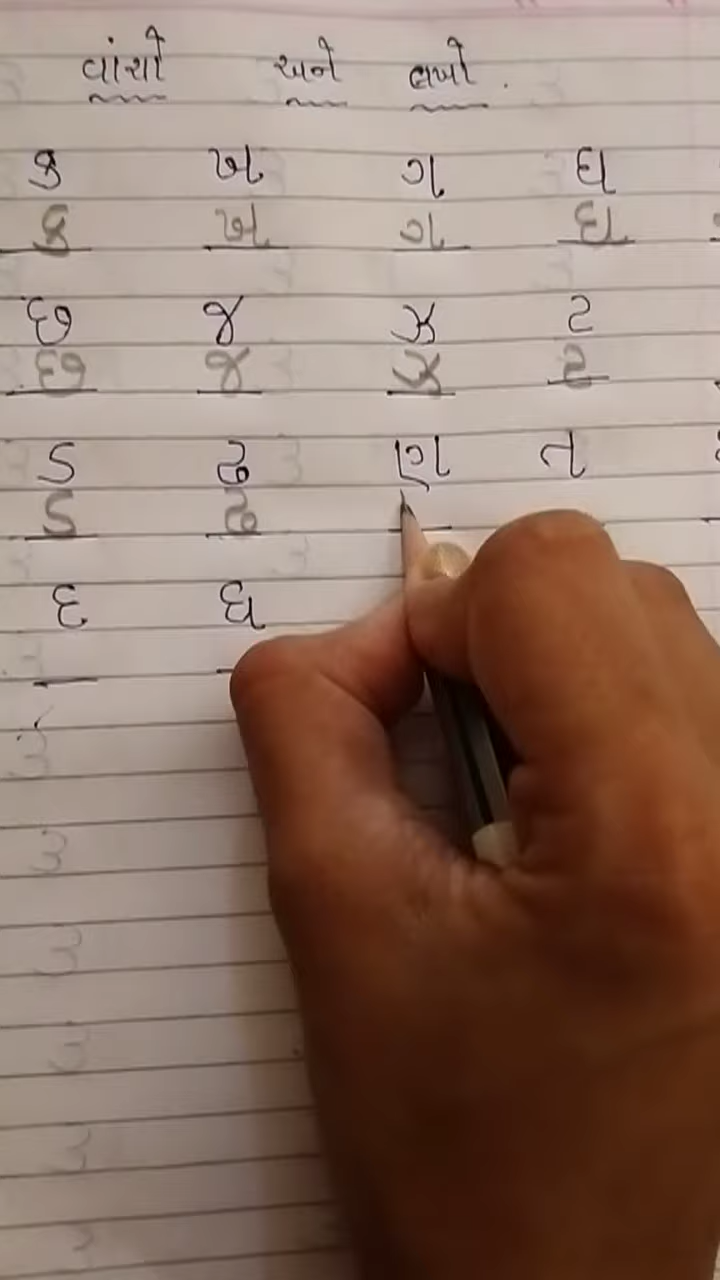 વાંચો અને લખો.
ક ખ ગ ઘ
ક ખ ગ ઘ
છ જ ઝ ટ
છ જ ઝ ટ
ડ ઢ ણ ત
ડ ઢ
દ ધ